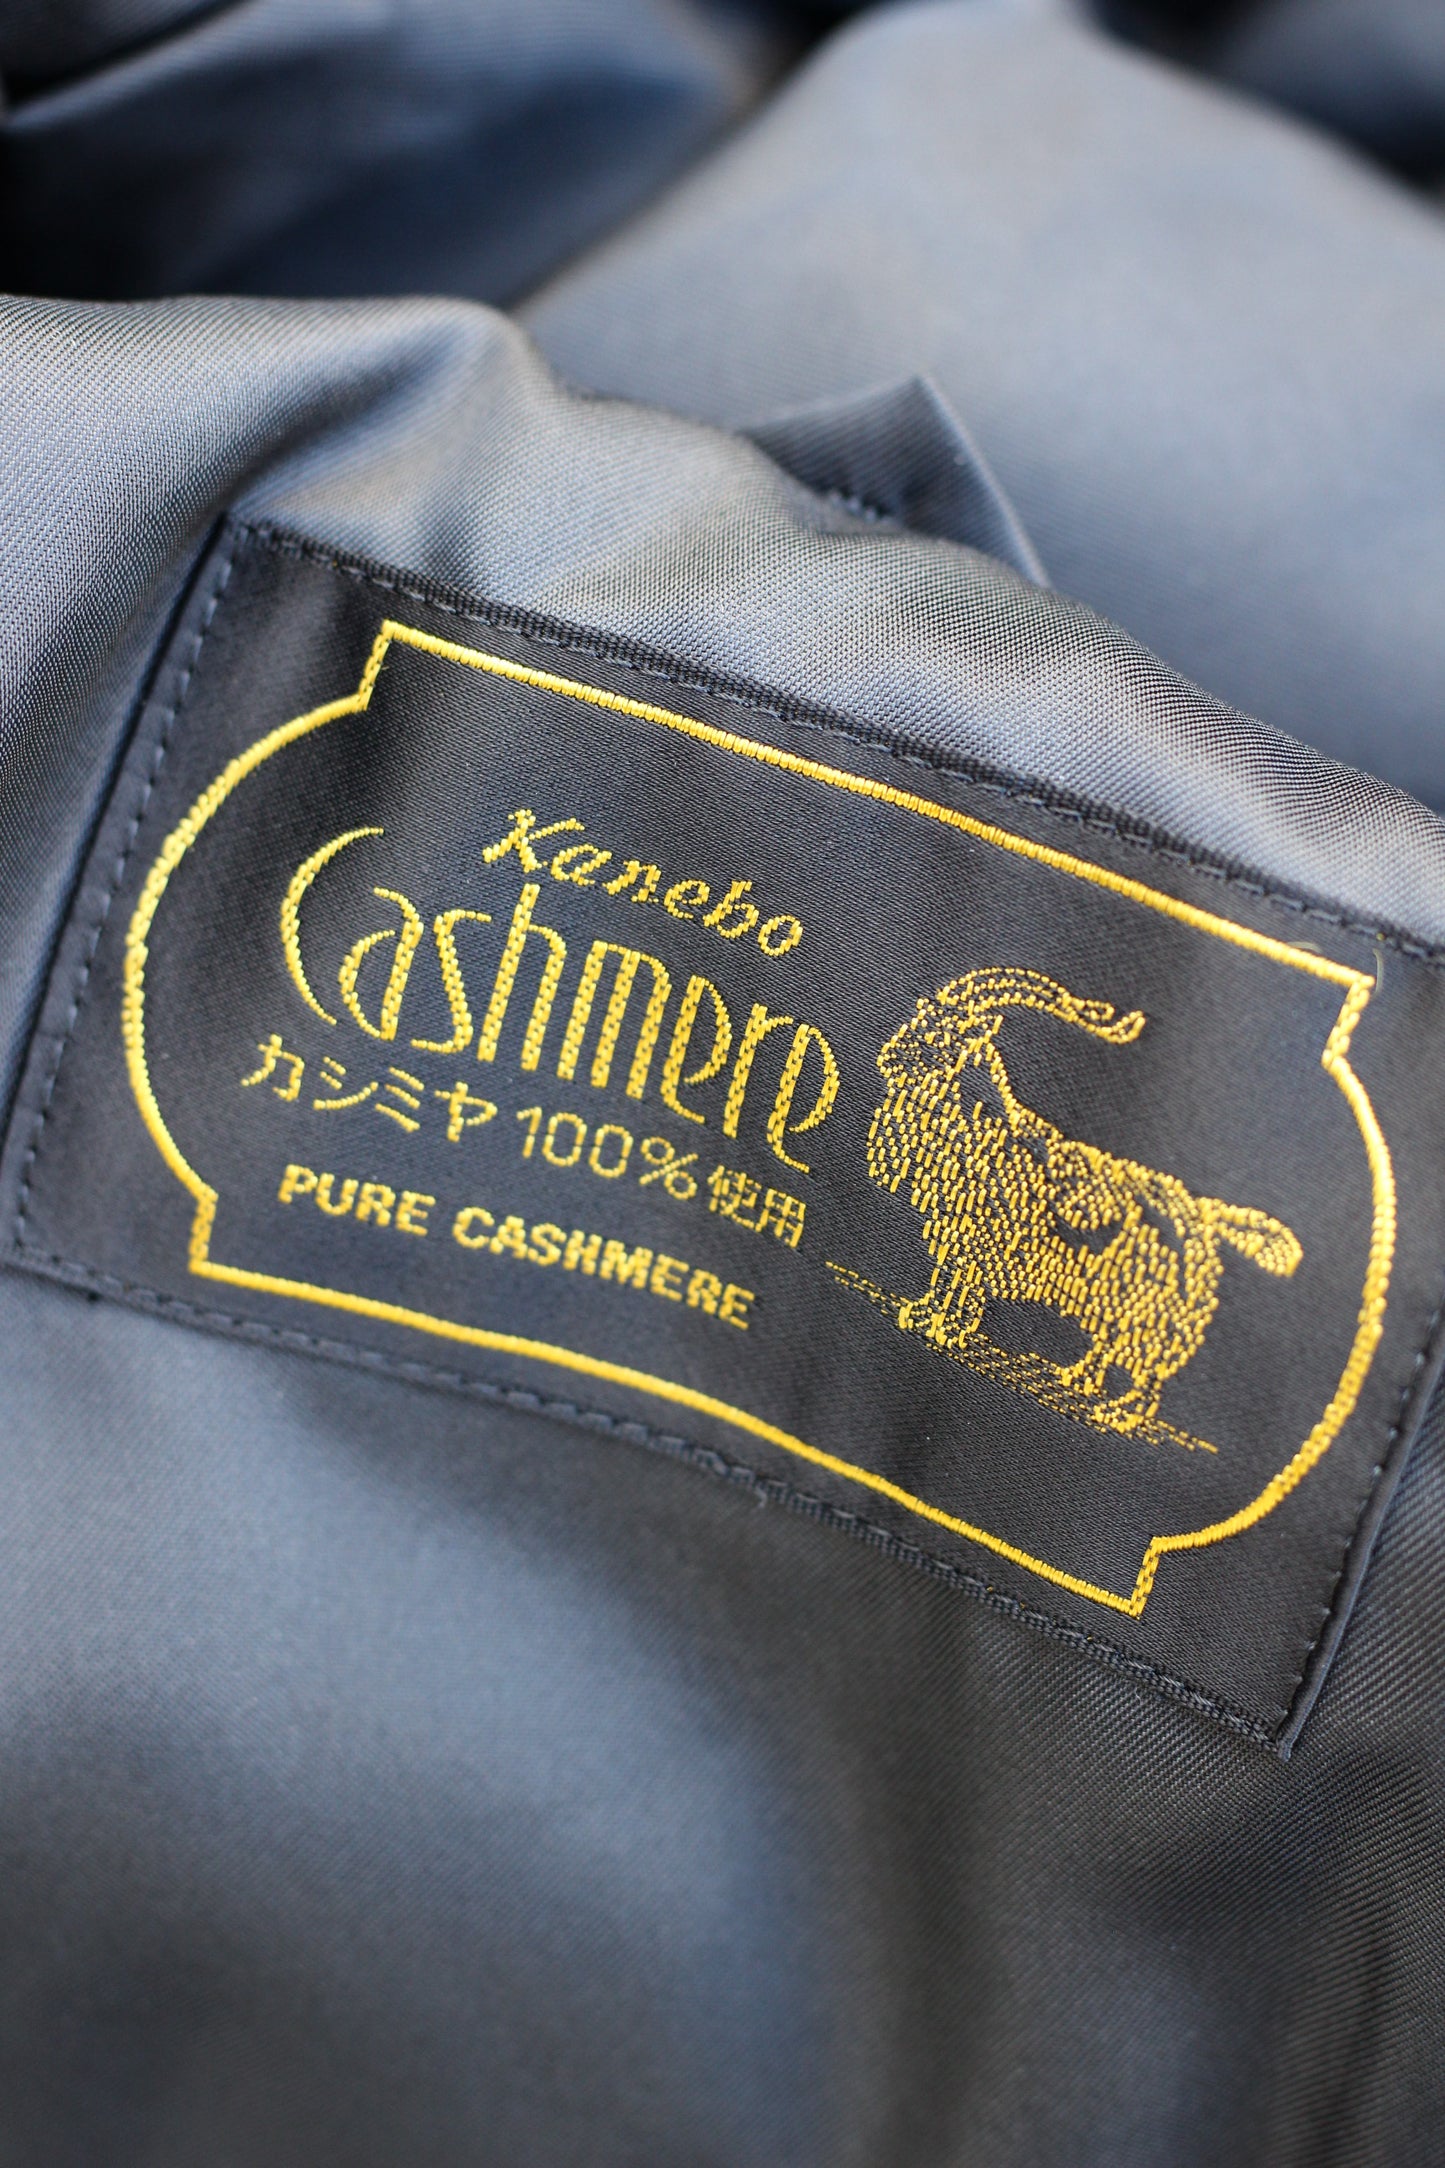 Kanebo
Cashmere
カシミヤ100%使用
PURE CASHMERE